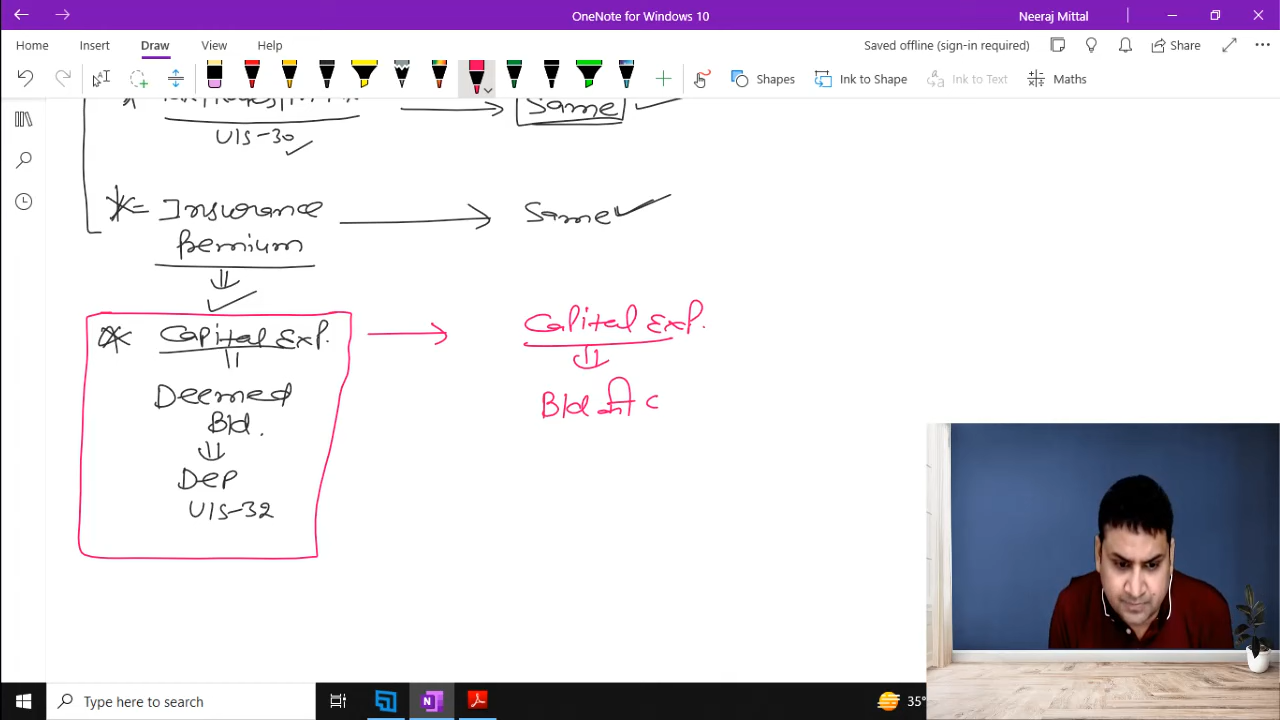 OneNote for Windows 10
Neeraj Mittal
Home Insert Draw View Help
Saved offline (sign-in required)
Share
Shapes
Ink to Shape
Ink to Text
Maths
Same
U/S-30
Insurance
Premium
Same
Capital Exp.
Capital Exp.
Deemed
Bld.
Bld
Dep
U/S-32
Type here to search
35°